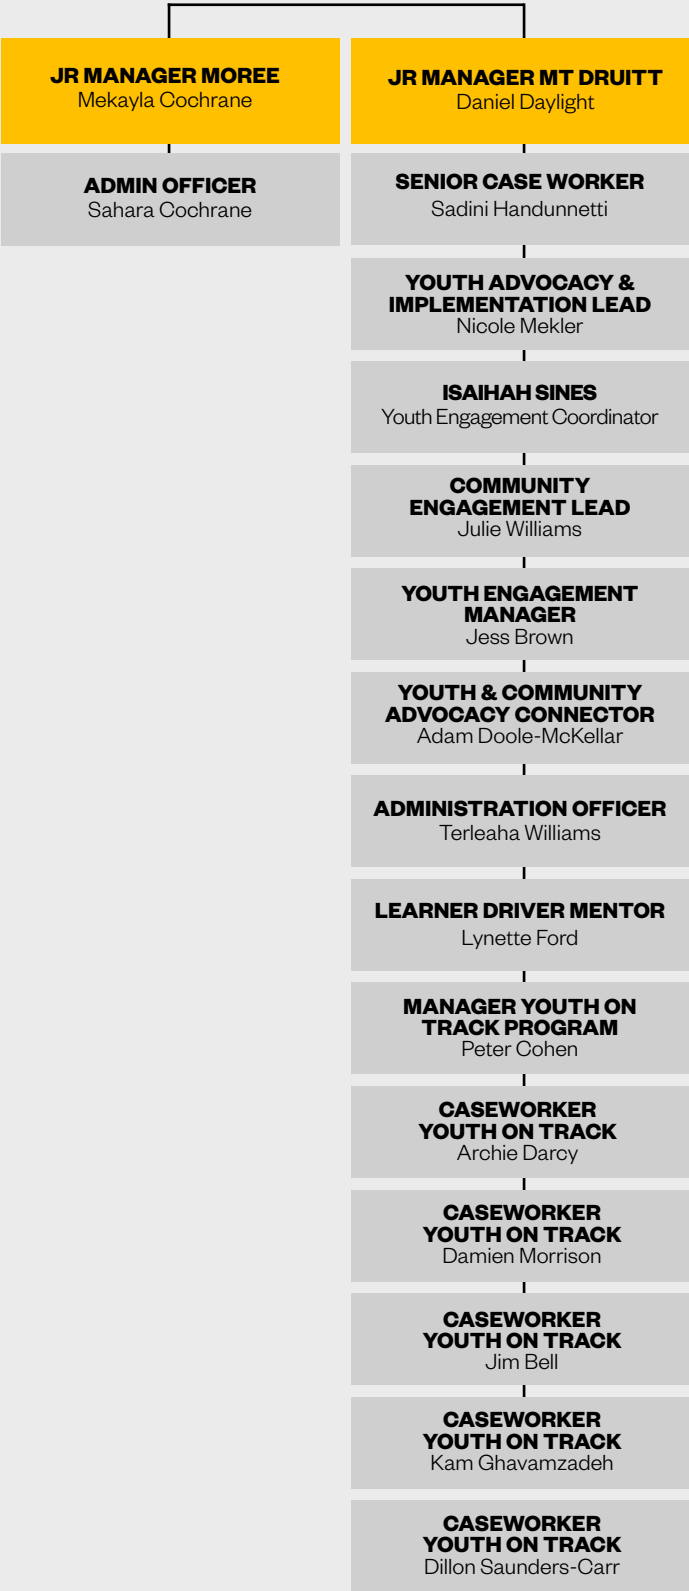 JR MANAGER MOREE
Mekayla Cochrane
ADMIN OFFICER
Sahara Cochrane
JR MANAGER MT DRUITT
Daniel Daylight
SENIOR CASE WORKER
Sadini Handunnetti
YOUTH ADVOCACY &
IMPLEMENTATION LEAD
Nicole Mekler
ISAIHAH SINES
Youth Engagement Coordinator
COMMUNITY
ENGAGEMENT LEAD
Julie Williams
YOUTH ENGAGEMENT
MANAGER
Jess Brown
YOUTH & COMMUNITY
ADVOCACY CONNECTOR
Adam Doole-McKellar
ADMINISTRATION OFFICER
Terleaha Williams
LEARNER DRIVER MENTOR
Lynette Ford
MANAGER YOUTH ON
TRACK PROGRAM
Peter Cohen
CASEWORKER
YOUTH ON TRACK
Archie Darcy
CASEWORKER
YOUTH ON TRACK
Damien Morrison
CASEWORKER
YOUTH ON TRACK
Jim Bell
CASEWORKER
YOUTH ON TRACK
Kam Ghavamzadeh
CASEWORKER
YOUTH ON TRACK
Dillon Saunders-Carr